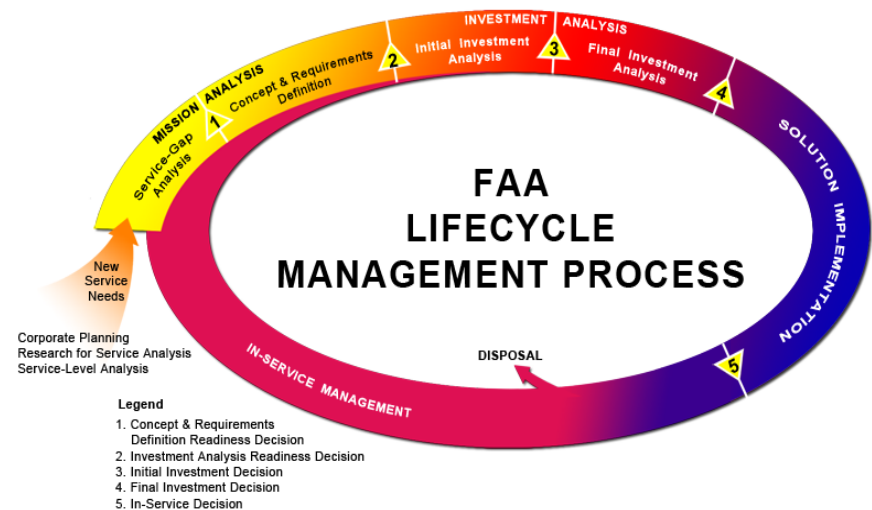 INVESTMENT ANALYSIS
MISSION ANALYSIS
Service-Gap
Analysis
1
Concept & Requirements
Definition
2
Initial Investment
Analysis
3
Final Investment
Analysis
4
SOLUTION IMPLEMENTATION
5
FAA
LIFECYCLE
MANAGEMENT PROCESS
New
Service
Needs
Corporate Planning
Research for Service Analysis
Service-Level Analysis
DISPOSAL
IN-SERVICE MANAGEMENT
Legend
1. Concept & Requirements
Definition Readiness Decision
2. Investment Analysis Readiness Decision
3. Initial Investment Decision
4. Final Investment Decision
5. In-Service Decision